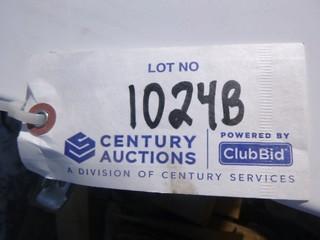 LOT NO
1024B
CENTURY AUCTIONS
POWERED BY
ClubBid
A DIVISION OF CENTURY SERVICES